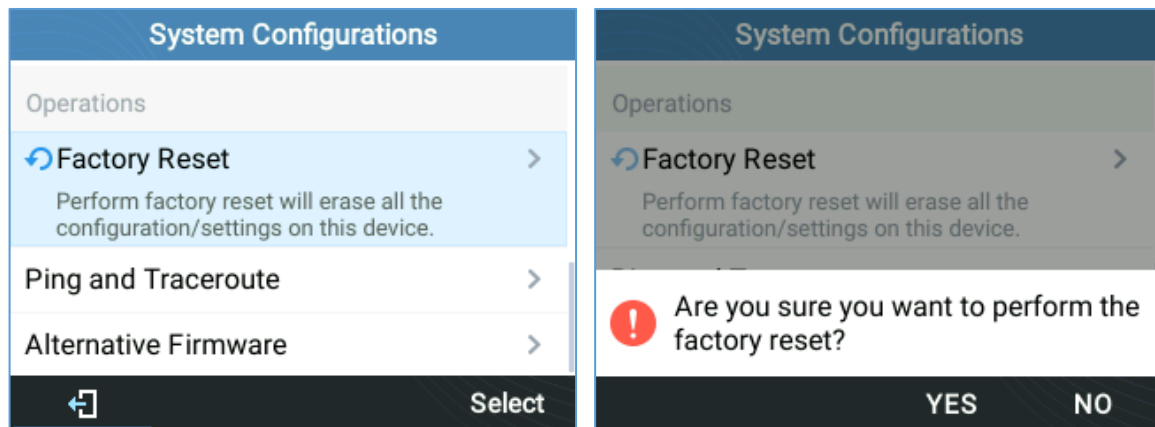 System Configurations
Operations
Factory Reset
Perform factory reset will erase all the
configuration/settings on this device.
Ping and Traceroute
Alternative Firmware
Select
System Configurations
Operations
Factory Reset
Perform factory reset will erase all the
configuration/settings on this device.
Are you sure you want to perform the
factory reset?
YES NO